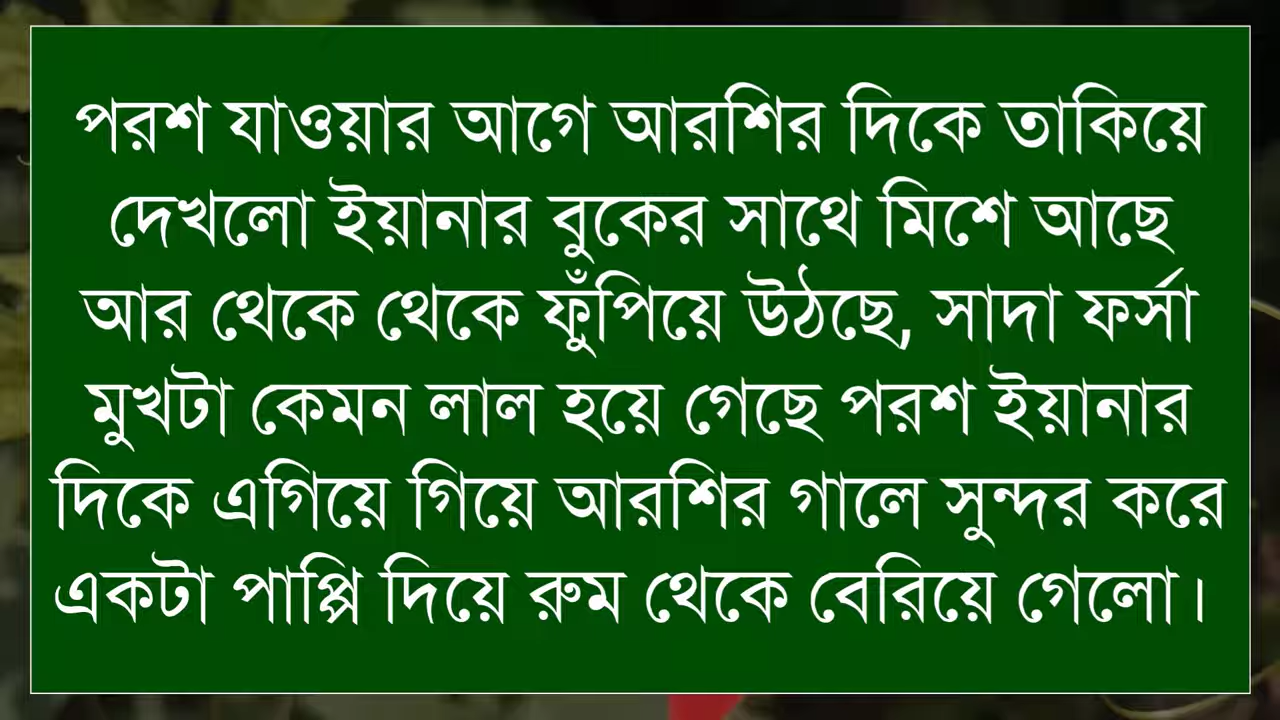 পরশ যাওয়ার আগে আরশির দিকে তাকিয়ে
দেখলো ইয়ানার বুকের সাথে মিশে আছে
আর থেকে থেকে ফুঁপিয়ে উঠছে, সাদা ফর্সা
মুখটা কেমন লাল হয়ে গেছে পরশ ইয়ানার
দিকে এগিয়ে গিয়ে আরশির গালে সুন্দর করে
একটা পাপ্পি দিয়ে রুম থেকে বেরিয়ে গেলো।